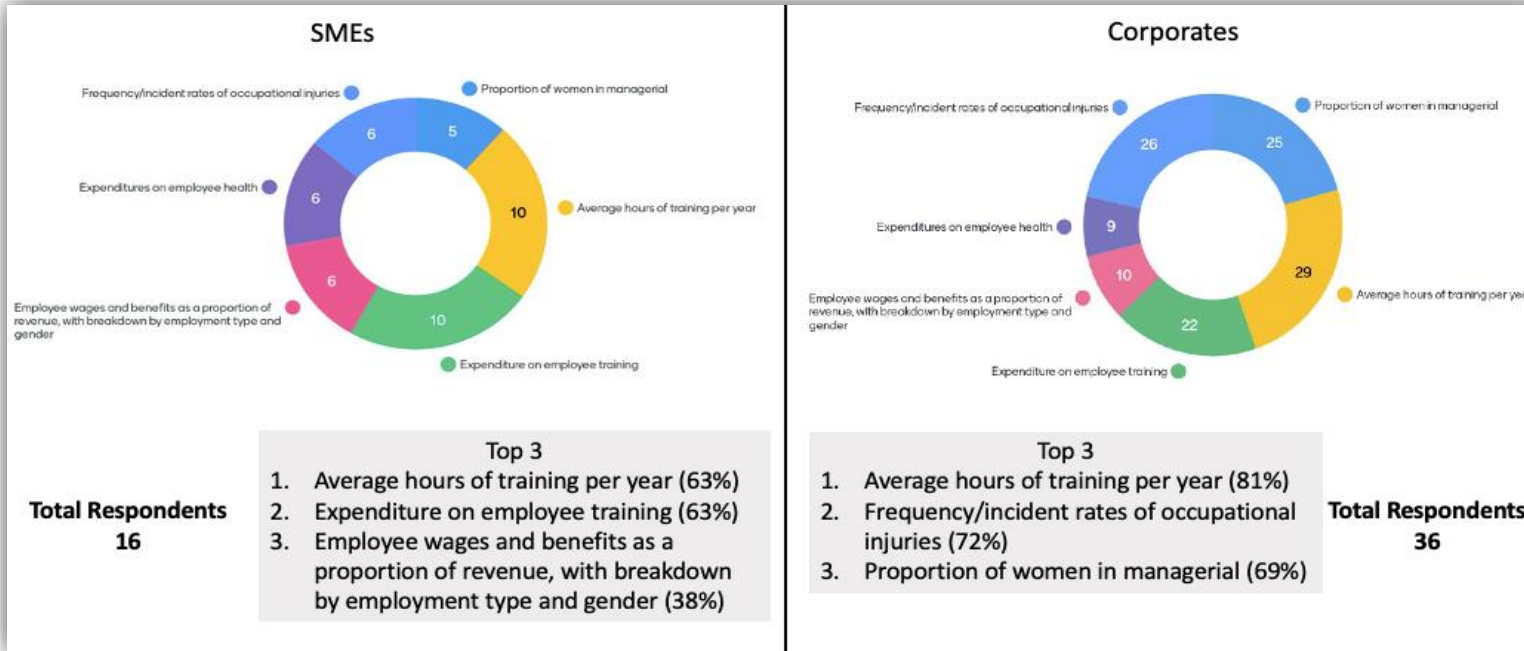 SMEs
Frequency/incident rates of occupational injuries
Proportion of women in managerial
6
5
Expenditures on employee health
6
10
Average hours of training per year
Employee wages and benefits as a proportion of
revenue, with breakdown by employment type and
gender
6
10
Expenditure on employee training
Total Respondents
16
Top 3
1. Average hours of training per year (63%)
2. Expenditure on employee training (63%)
3. Employee wages and benefits as a
proportion of revenue, with breakdown
by employment type and gender (38%)
Corporates
Frequency/incident rates of occupational injuries
Proportion of women in managerial
26
25
Expenditures on employee health
9
29
Average hours of training per yea
Employee wages and benefits as a proportion of
revenue, with breakdown by employment type and
gender
10
22
Expenditure on employee training
Top 3
1. Average hours of training per year (81%)
2. Frequency/incident rates of occupational
injuries (72%)
3. Proportion of women in managerial (69%)
Total Respondents
36